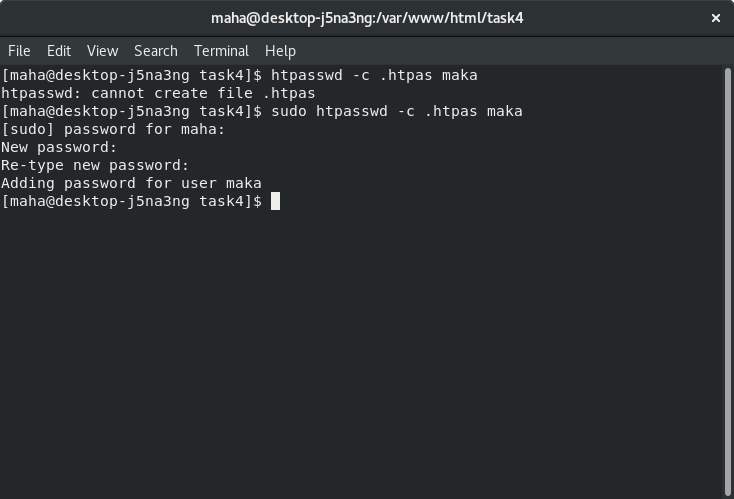 maha@desktop-j5na3ng:/var/www/html/task4
File Edit View Search Terminal Help
[maha@desktop-j5na3ng task4]$ htpasswd -c .htpas maka
htpasswd: cannot create file .htpas
[maha@desktop-j5na3ng task4]$ sudo htpasswd -c .htpas maka
[sudo] password for maha:
New password:
Re-type new password:
Adding password for user maka
[maha@desktop-j5na3ng task4]$